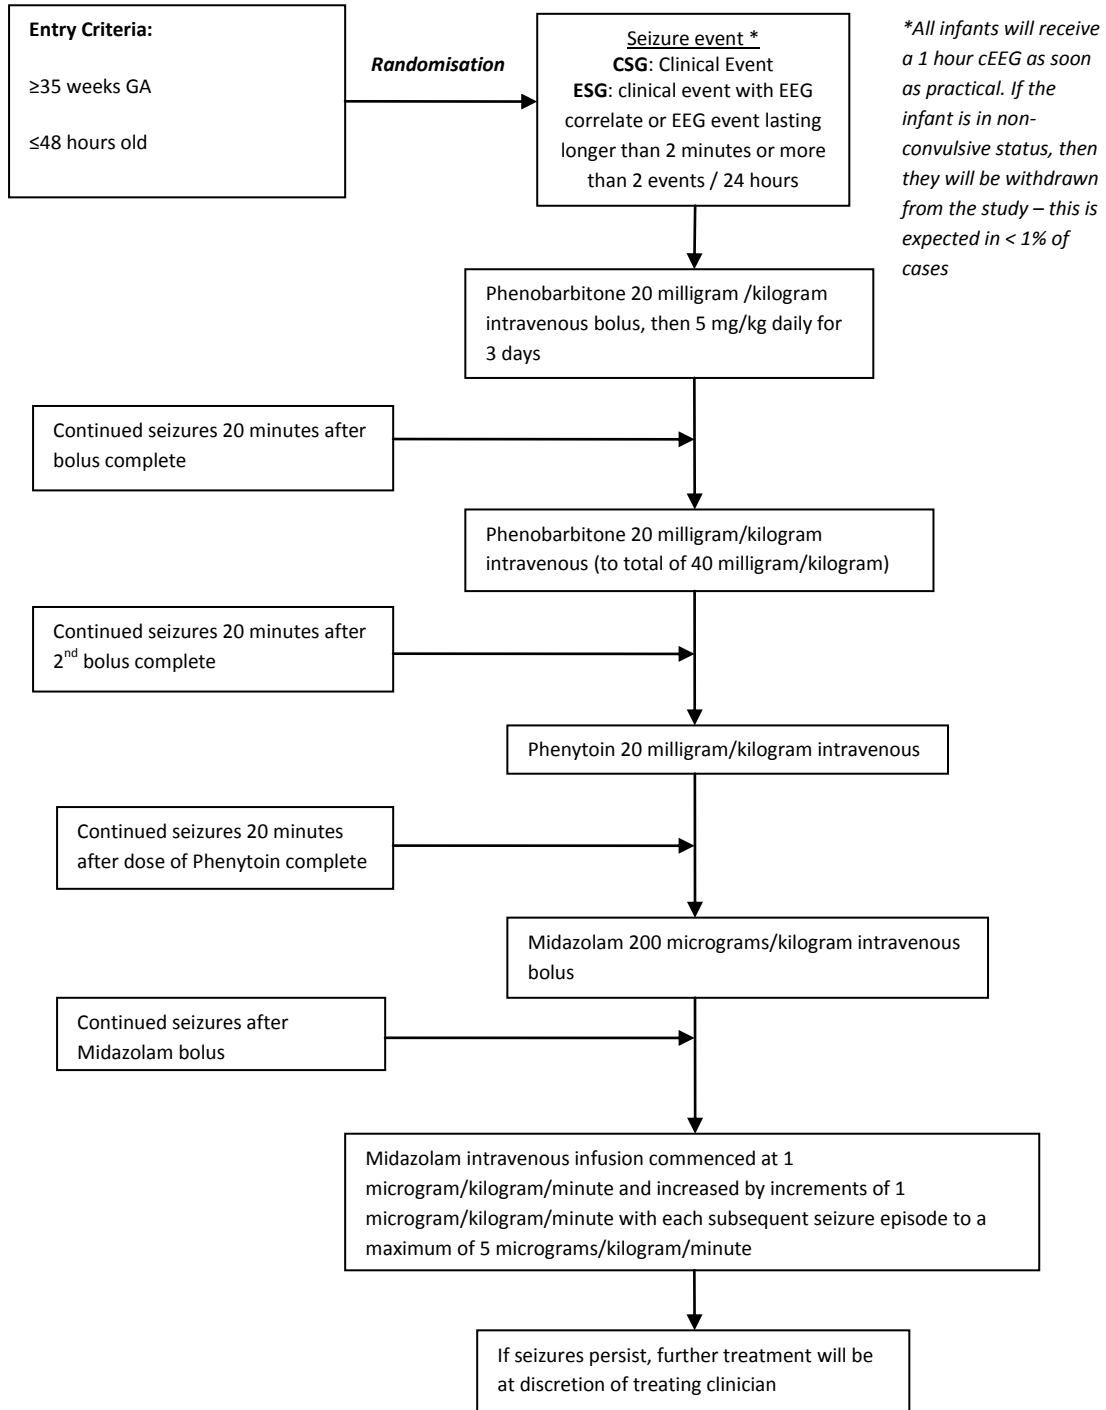 Entry Criteria:
≥35 weeks GA
≤48 hours old
Randomisation
Seizure event *
CSG: Clinical Event
ESG: clinical event with EEG
correlate or EEG event lasting
longer than 2 minutes or more
than 2 events / 24 hours
*All infants will receive
a 1 hour cEEG as soon
as practical. If the
infant is in non-
convulsive status, then
they will be withdrawn
from the study – this is
expected in < 1% of
cases
Phenobarbitone 20 milligram /kilogram
intravenous bolus, then 5 mg/kg daily for
3 days
Continued seizures 20 minutes after
bolus complete
Phenobarbitone 20 milligram/kilogram
intravenous (to total of 40 milligram/kilogram)
Continued seizures 20 minutes after
2nd bolus complete
Phenytoin 20 milligram/kilogram intravenous
Continued seizures 20 minutes
after dose of Phenytoin complete
Midazolam 200 micrograms/kilogram intravenous
bolus
Continued seizures after
Midazolam bolus
Midazolam intravenous infusion commenced at 1
microgram/kilogram/minute and increased by increments of 1
microgram/kilogram/minute with each subsequent seizure episode to a
maximum of 5 micrograms/kilogram/minute
If seizures persist, further treatment will be
at discretion of treating clinician